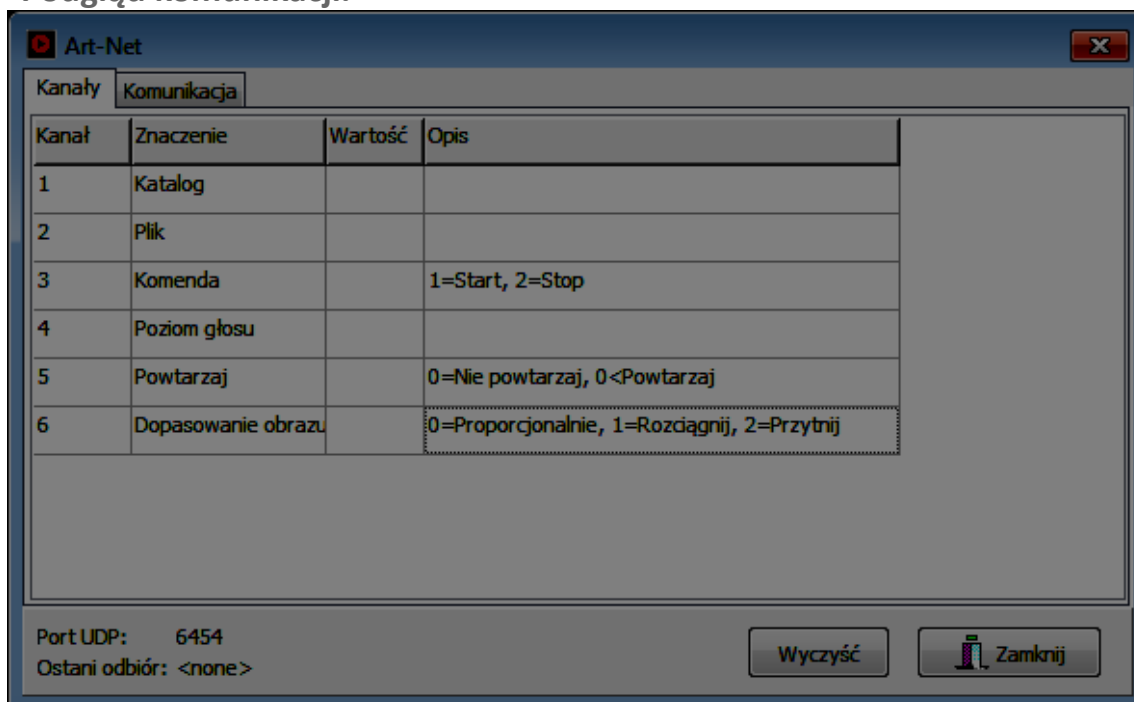 Podgląd komunikacji:
Art-Net
Kanały Komunikacja
Kanał Znaczenie Wartość Opis
1 Katalog
2 Plik
3 Komenda 1=Start, 2=Stop
4 Poziom głosu
5 Powtarzaj 0=Nie powtarzaj, 0<Powtarzaj
6 Dopasowanie obrazu 0=Proporcjonalnie, 1=Rozciągnij, 2=Przytnij
Port UDP: 6454
Ostani odbiór: <none>
Wyczyść Zamknij